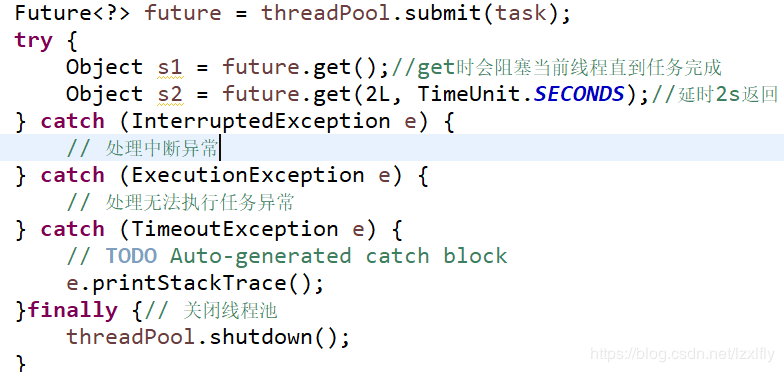 Future<?> future = threadPool.submit(task);
try {
    Object s1 = future.get();//get时会阻塞当前线程直到任务完成
    Object s2 = future.get(2L, TimeUnit.SECONDS);//延时2s返回
} catch (InterruptedException e) {
    // 处理中断异常
} catch (ExecutionException e) {
    // 处理无法执行任务异常
} catch (TimeoutException e) {
    // TODO Auto-generated catch block
    e.printStackTrace();
}finally {// 关闭线程池
    threadPool.shutdown();
}
https://blog.csdn.net/lzxlfly